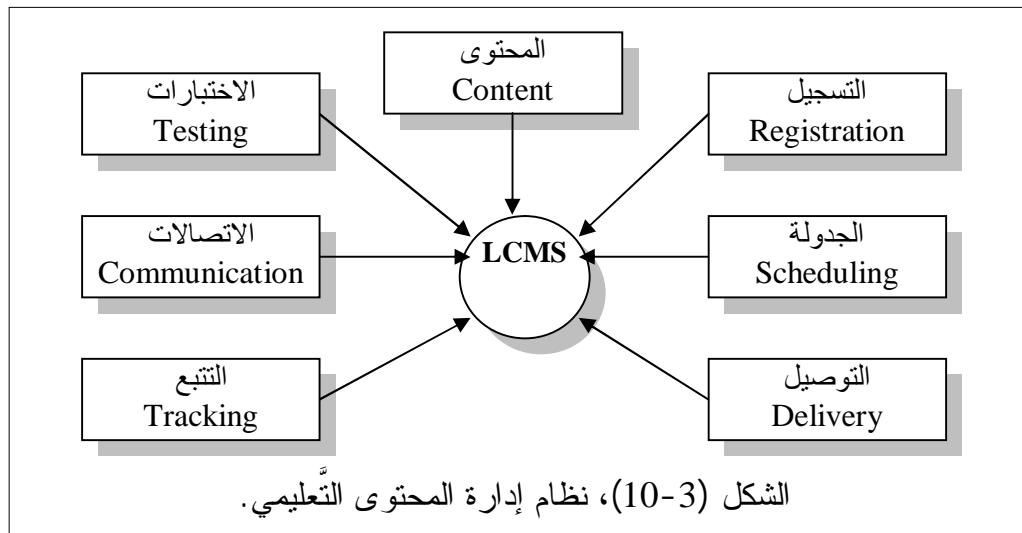 المحتوى
Content
التسجيل
Registration
الاختبارات
Testing
LCMS
الجدولة
Scheduling
الاتصالات
Communication
التوصيل
Delivery
التتبع
Tracking
الشكل (3-10)، نظام إدارة المحتوى التَّعليمي.